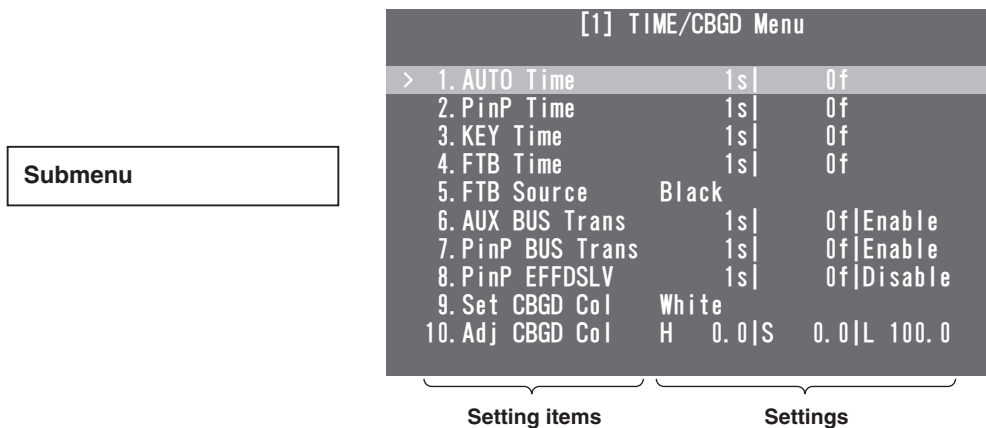 [1] TIME/CBGD Menu
> 1.AUTO Time 1s| 0f
2.PinP Time 1s| 0f
3.KEY Time 1s| 0f
4.FTB Time 1s| 0f
Submenu
5.FTB Source Black
6.AUX BUS Trans 1s| 0f|Enable
7.PinP BUS Trans 1s| 0f|Enable
8.PinP EFFDSLV 1s| 0f|Disable
9.Set CBGD Col White
10.Adj CBGD Col H 0.0|S 0.0|L 100.0
Setting items Settings